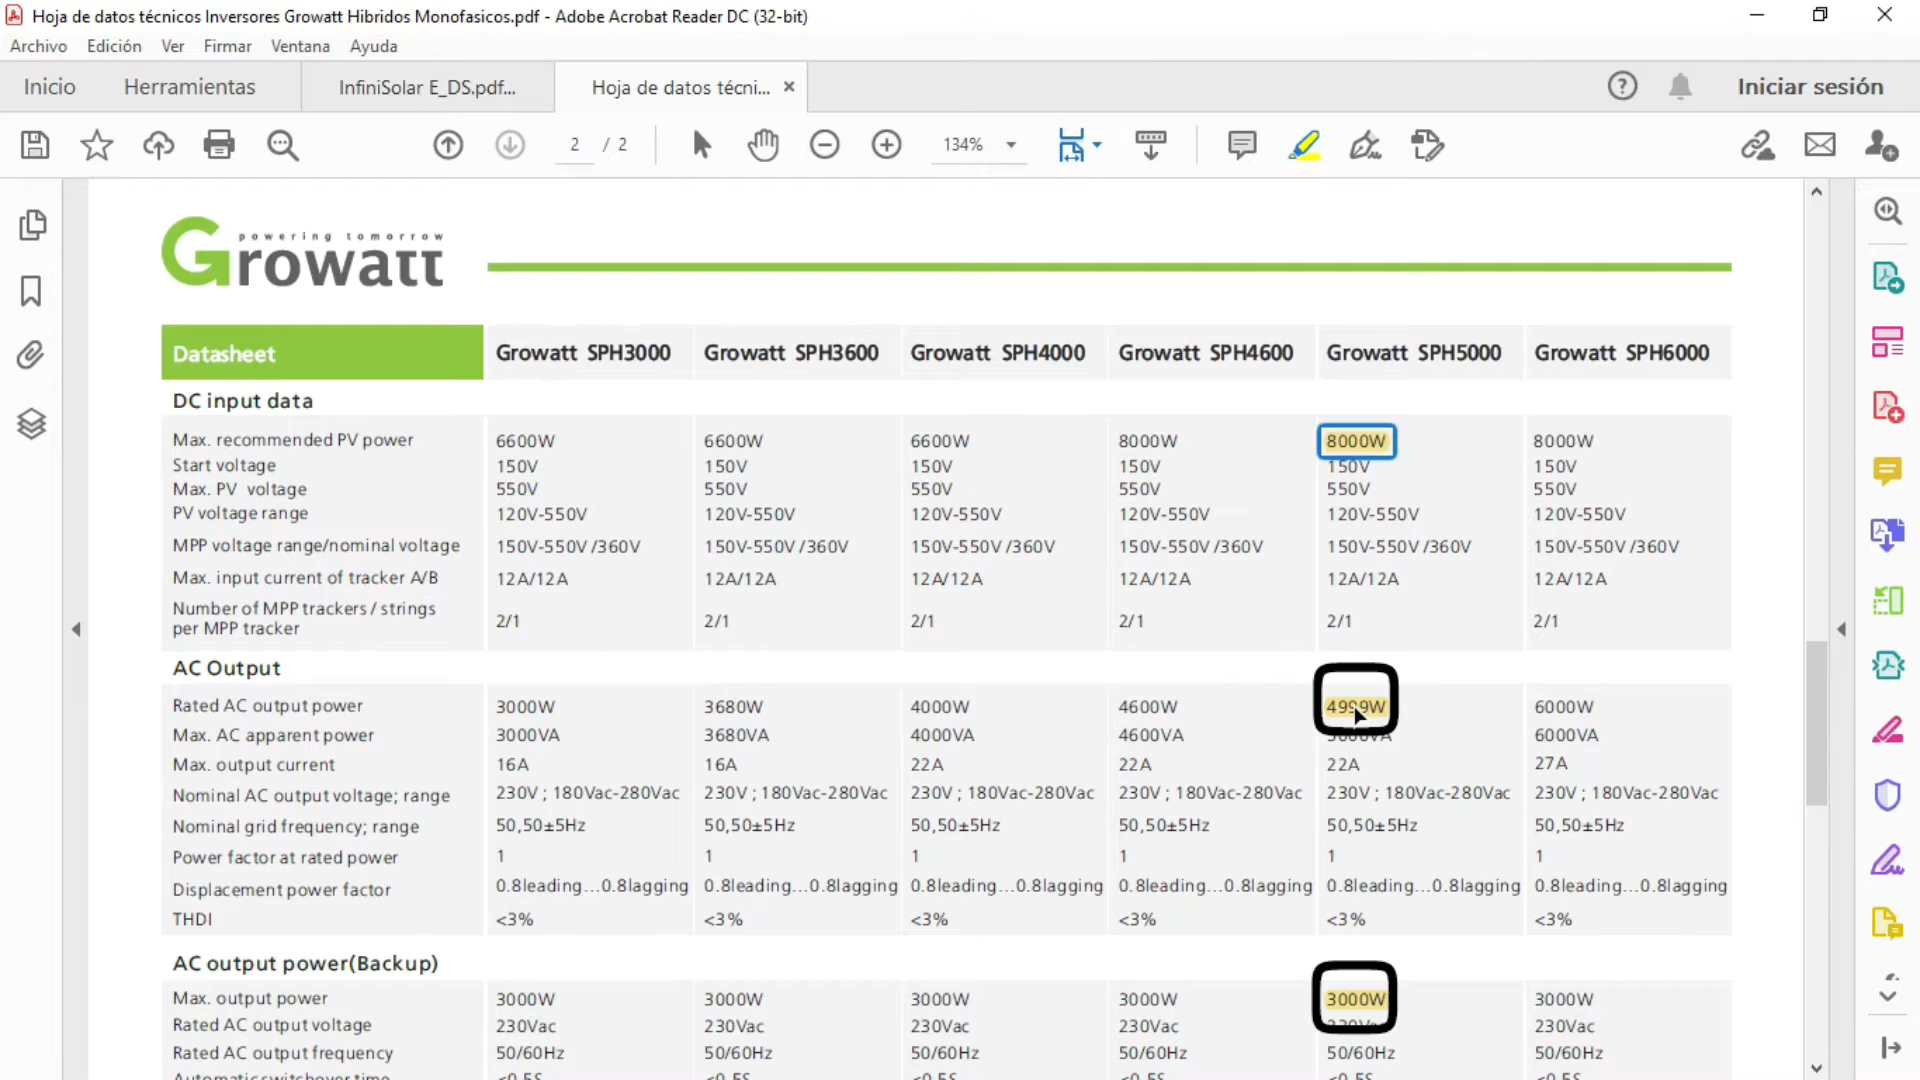 Hoja de datos técnicos Inversores Growatt Hibridos Monofasicos.pdf - Adobe Acrobat Reader DC (32-bit)
Archivo Edición Ver Firmar Ventana Ayuda
Inicio Herramientas InfiniSolar E_DS.pdf... Hoja de datos técni... × Iniciar sesión
2 / 2 134%
powering tomorrow
Growatt
Datasheet Growatt SPH3000 Growatt SPH3600 Growatt SPH4000 Growatt SPH4600 Growatt SPH5000 Growatt SPH6000
DC input data
Max. recommended PV power 6600W 6600W 6600W 8000W 8000W 8000W
Start voltage 150V 150V 150V 150V 150V 150V
Max. PV voltage 550V 550V 550V 550V 550V 550V
PV voltage range 120V-550V 120V-550V 120V-550V 120V-550V 120V-550V 120V-550V
MPP voltage range/nominal voltage 150V-550V /360V 150V-550V /360V 150V-550V /360V 150V-550V /360V 150V-550V /360V 150V-550V /360V
Max. input current of tracker A/B 12A/12A 12A/12A 12A/12A 12A/12A 12A/12A 12A/12A
Number of MPP trackers / strings
per MPP tracker 2/1 2/1 2/1 2/1 2/1 2/1
AC Output
Rated AC output power 3000W 3680W 4000W 4600W 4999W 6000W
Max. AC apparent power 3000VA 3680VA 4000VA 4600VA 6000VA
Max. output current 16A 16A 22A 22A 22A 27A
Nominal AC output voltage; range 230V ; 180Vac-280Vac 230V ; 180Vac-280Vac 230V ; 180Vac-280Vac 230V ; 180Vac-280Vac 230V ; 180Vac-280Vac 230V ; 180Vac-280Vac
Nominal grid frequency; range 50,50±5Hz 50,50±5Hz 50,50±5Hz 50,50±5Hz 50,50±5Hz 50,50±5Hz
Power factor at rated power 1 1 1 1 1 1
Displacement power factor 0.8leading...0.8lagging 0.8leading...0.8lagging 0.8leading...0.8lagging 0.8leading...0.8lagging 0.8leading...0.8lagging 0.8leading...0.8lagging
THDI <3% <3% <3% <3% <3% <3%
AC output power(Backup)
Max. output power 3000W 3000W 3000W 3000W 3000W 3000W
Rated AC output voltage 230Vac 230Vac 230Vac 230Vac 230Vac
Rated AC output frequency 50/60Hz 50/60Hz 50/60Hz 50/60Hz 50/60Hz 50/60Hz
Automatic switchover time <0.5S <0.5S <0.5S <0.5S <0.5S <0.5S